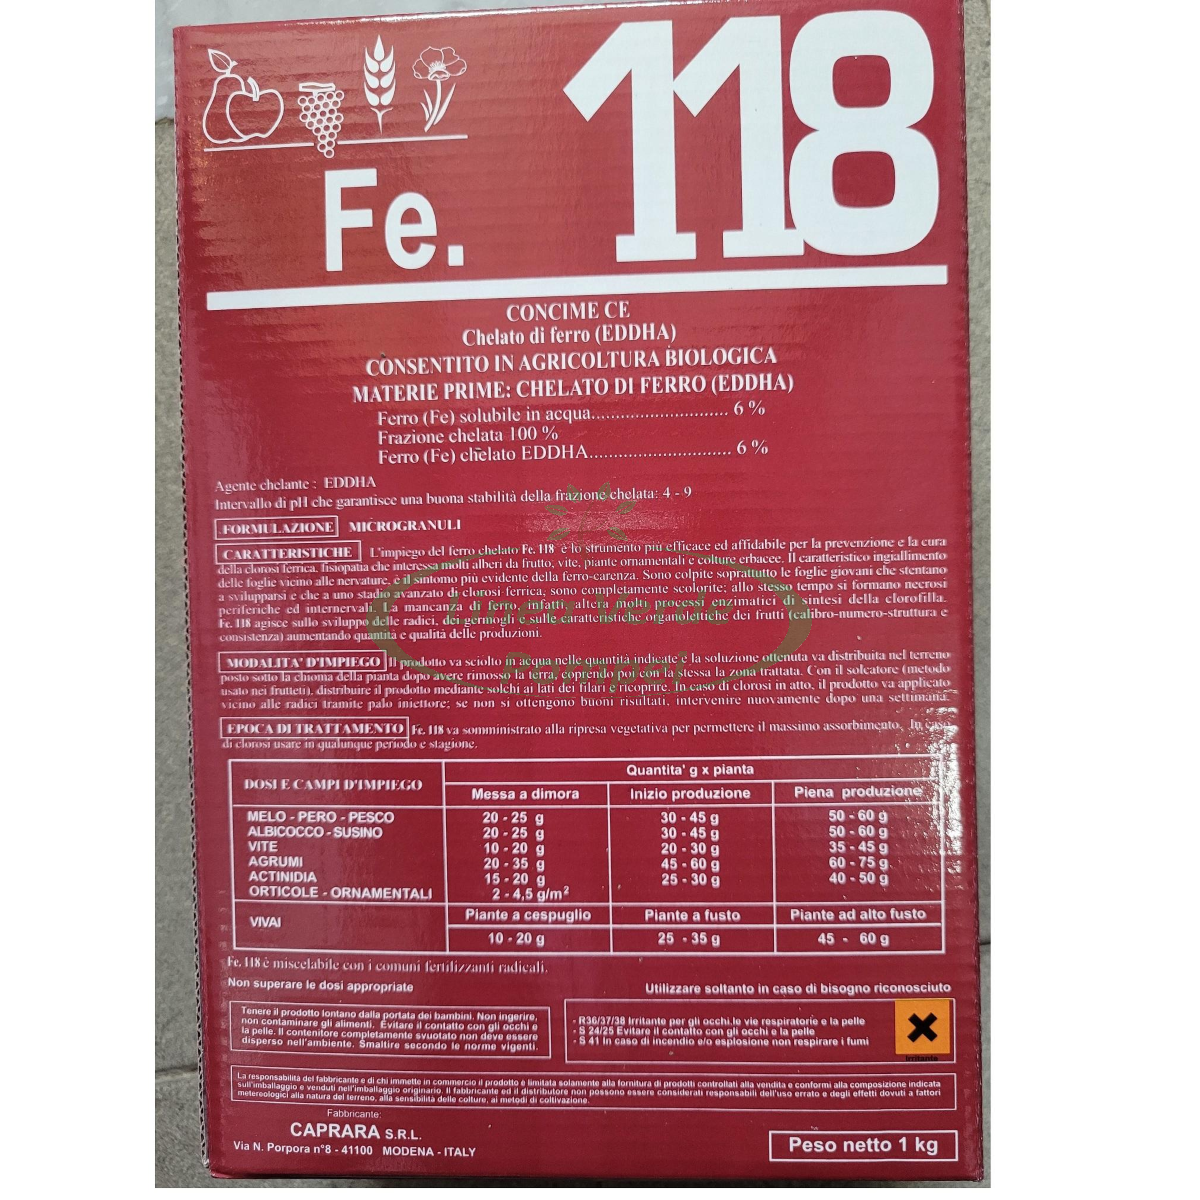 118
Fe.
CONCIME CE
Chelato di ferro (EDDHA)
CONSENTITO IN AGRICOLTURA BIOLOGICA
MATERIE PRIME: CHELATO DI FERRO (EDDHA)
Ferro (Fe) solubile in acqua............................. 6 %
Frazione chelata 100 %
Ferro (Fe) chelato EDDHA............................... 6 %
Agente chelante : EDDHA
Intervallo di pH che garantisce una buona stabilità della frazione chelata: 4 - 9
FORMULAZIONE MICROGRANULI
CARATTERISTICHE L'impiego del ferro chelato Fe. 118 è lo strumento più efficace ed affidabile per la prevenzione e la cura
della clorosi ferrica, fisiopatia che interessa molti alberi da frutto, vite, piante ornamentali e colture erbacee. Il caratteristico ingiallimento
delle foglie vicino alle nervature, è il sintomo più evidente della ferro-carenza. Sono colpite soprattutto le foglie giovani che stentano
a svilupparsi e che a uno stadio avanzato di clorosi ferrica, sono completamente scolorite; allo stesso tempo si formano necrosi
periferiche ed internervali. La mancanza di ferro, infatti, altera molti processi enzimatici di sintesi della clorofilla.
Fe. 118 agisce sullo sviluppo delle radici, dei germogli e sulle caratteristiche organolettiche dei frutti (calibro-numero-struttura e
consistenza) aumentando quantità e qualità delle produzioni.
Linea Verde
Pompei
MODALITA' D'IMPIEGO Il prodotto va sciolto in acqua nelle quantità indicate e la soluzione ottenuta va distribuita nel terreno
posto sotto la chioma della pianta dopo avere rimosso la terra, coprendo poi con la stessa la zona trattata. Con il solcatore (metodo
usato nei frutteti), distribuire il prodotto mediante solchi ai lati dei filari e ricoprire. In caso di clorosi in atto, il prodotto va applicato
vicino alle radici tramite palo iniettore; se non si ottengono buoni risultati, intervenire nuovamente dopo una settimana.
EPOCA DI TRATTAMENTO Fe. 118 va somministrato alla ripresa vegetativa per permettere il massimo assorbimento. In caso
di clorosi usare in qualunque periodo e stagione.
DOSI E CAMPI D'IMPIEGO Quantita' g x pianta
Messa a dimora Inizio produzione Piena produzione
MELO - PERO - PESCO 20 - 25 g 30 - 45 g 50 - 60 g
ALBICOCCO - SUSINO 20 - 25 g 30 - 45 g 50 - 60 g
VITE 10 - 20 g 20 - 30 g 35 - 45 g
AGRUMI 20 - 35 g 45 - 60 g 60 - 75 g
ACTINIDIA 15 - 20 g 25 - 30 g 40 - 50 g
ORTICOLE - ORNAMENTALI 2 - 4,5 g/m²
VIVAI Piante a cespuglio Piante a fusto Piante ad alto fusto
10 - 20 g 25 - 35 g 45 - 60 g
Fe. 118 è miscelabile con i comuni fertilizzanti radicali.
Non superare le dosi appropriate Utilizzare soltanto in caso di bisogno riconosciuto
Tenere il prodotto lontano dalla portata dei bambini. Non ingerire,
non contaminare gli alimenti. Evitare il contatto con gli occhi e
la pelle. Il contenitore completamente svuotato non deve essere
disperso nell'ambiente. Smaltire secondo le norme vigenti.
- R36/37/38 Irritante per gli occhi.le vie respiratorie e la pelle
- S 24/25 Evitare il contatto con gli occhi e la pelle
- S 41 In caso di incendio e/o esplosione non respirare i fumi
irritante
La responsabilità del fabbricante e di chi immette in commercio il prodotto è limitata solamente alla fornitura di prodotti controllati alla vendita e conformi alla composizione indicata
sull'imballaggio e venduti nell'imballaggio originario. Il fabbricante ed il distributore non possono essere considerati responsabili dell'uso errato e degli effetti dovuti a fattori
metereologici alla natura del terreno, alla sensibilità delle colture, ai metodi di coltivazione.
Fabbricante:
CAPRARA S.R.L.
Via N. Porpora n°8 - 41100 MODENA - ITALY
Peso netto 1 kg